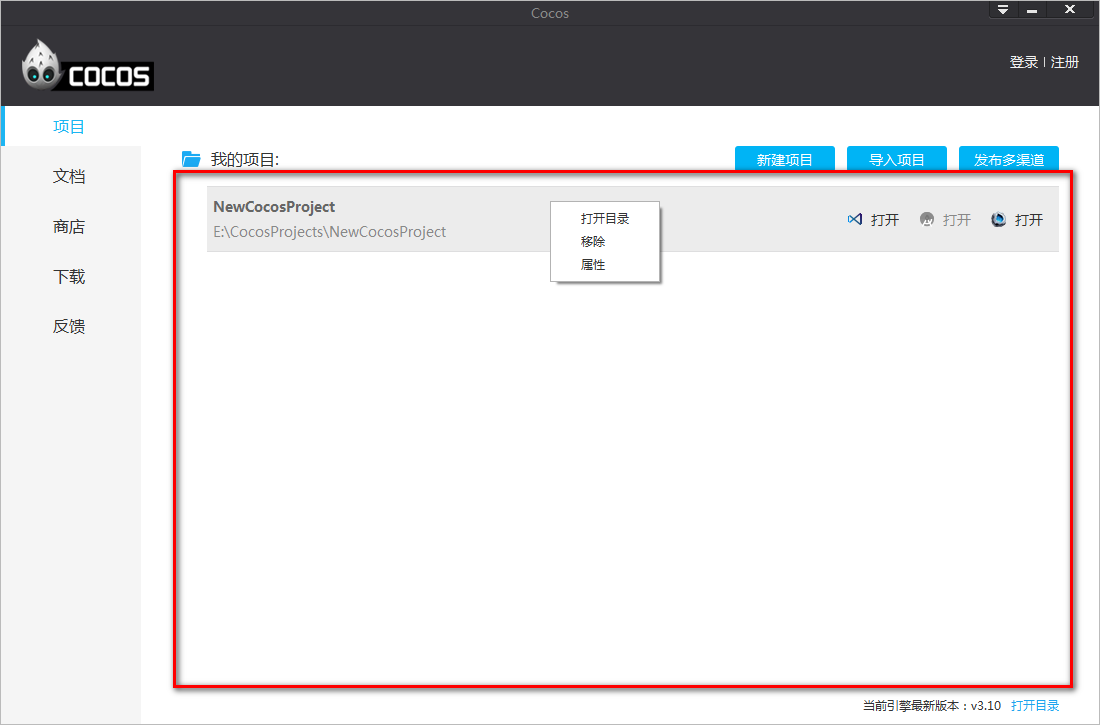 Cocos
COCOS
登录 | 注册
项目
文档
商店
下载
反馈
我的项目:
新建项目
导入项目
发布多渠道
NewCocosProject
E:\CocosProjects\NewCocosProject
打开目录
移除
属性
打开
打开
打开
当前引擎最新版本：v3.10 打开目录